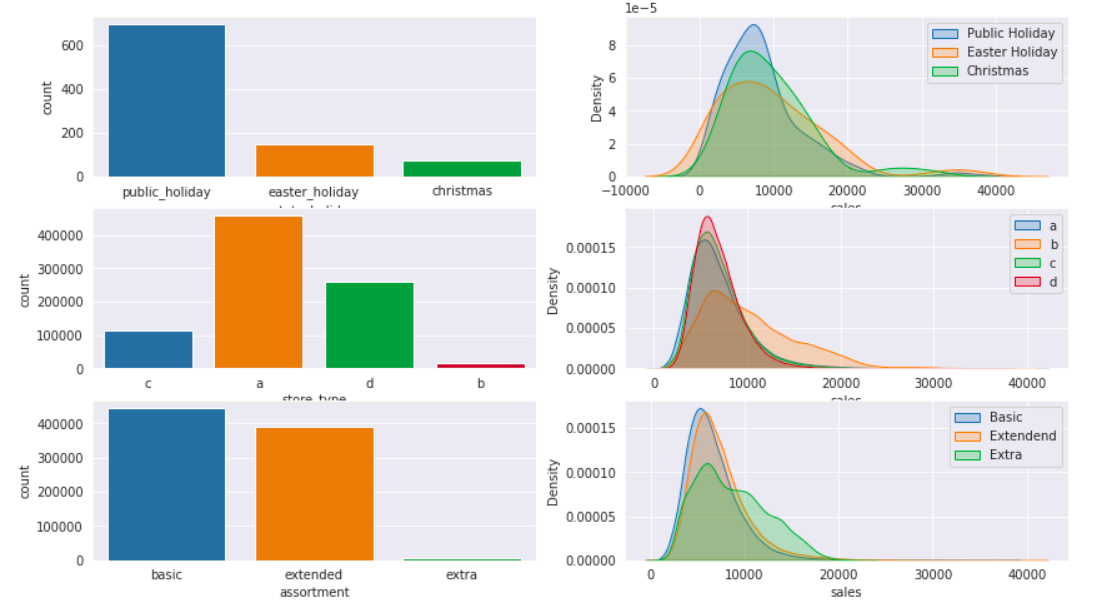 count
600
400
200
0
public_holiday easter_holiday christmas
1e−5
Density
8
6
4
2
0
−10000 0 10000 20000 30000 40000
sales
Public Holiday
Easter Holiday
Christmas
count
400000
300000
200000
100000
0
c a d b
store_type
Density
0.00015
0.00010
0.00005
0.00000
0 10000 20000 30000 40000
sales
a
b
c
d
count
400000
300000
200000
100000
0
basic extended extra
assortment
Density
0.00015
0.00010
0.00005
0.00000
0 10000 20000 30000 40000
sales
Basic
Extendend
Extra